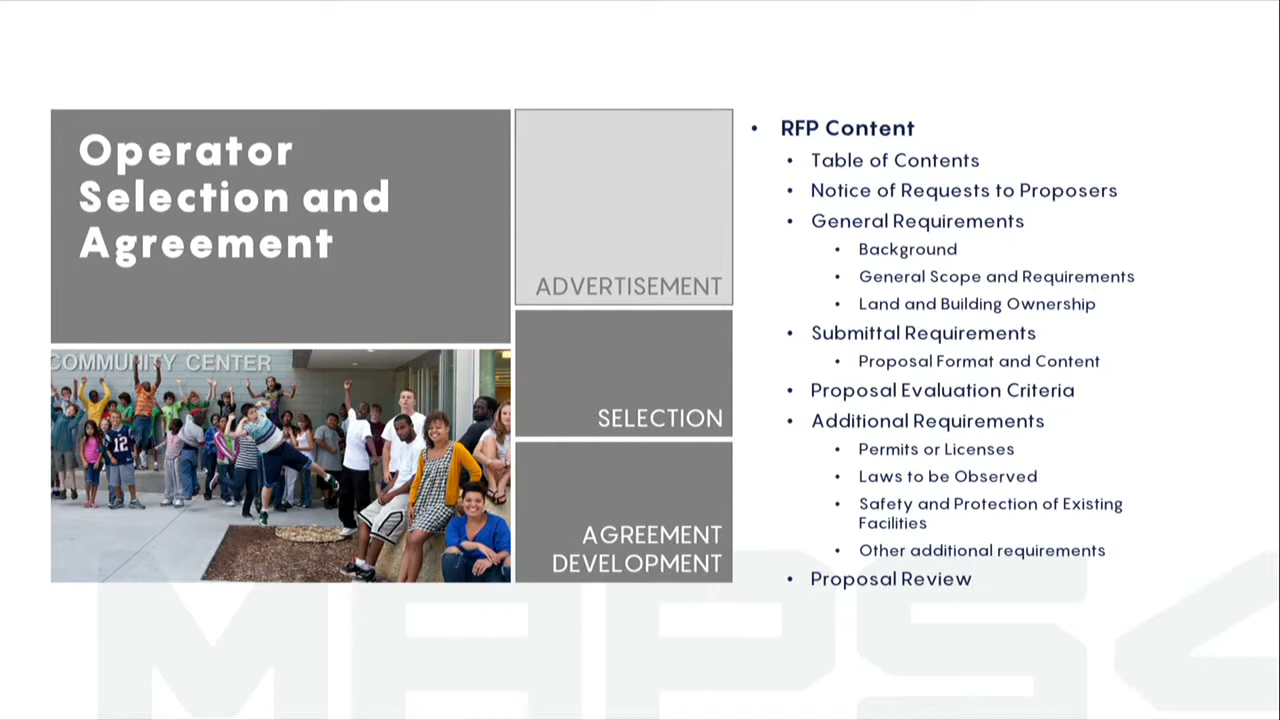 Operator
Selection and
Agreement
COMMUNITY CENTER
12
ADVERTISEMENT
SELECTION
AGREEMENT
DEVELOPMENT
• RFP Content
• Table of Contents
• Notice of Requests to Proposers
• General Requirements
• Background
• General Scope and Requirements
• Land and Building Ownership
• Submittal Requirements
• Proposal Format and Content
• Proposal Evaluation Criteria
• Additional Requirements
• Permits or Licenses
• Laws to be Observed
• Safety and Protection of Existing
Facilities
• Other additional requirements
• Proposal Review
MAPS4